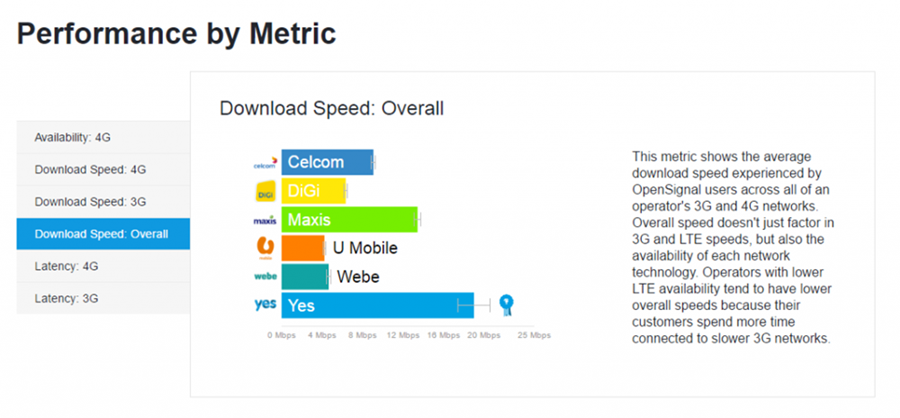 Performance by Metric
Availability: 4G
Download Speed: 4G
Download Speed: 3G
Download Speed: Overall
Latency: 4G
Latency: 3G
Download Speed: Overall
celcom Celcom
DiGi DiGi
maxis Maxis
U Mobile
webe Webe
yes Yes
0 Mbps 4 Mbps 8 Mbps 12 Mbps 16 Mbps 20 Mbps 25 Mbps
This metric shows the average
download speed experienced by
OpenSignal users across all of an
operator's 3G and 4G networks.
Overall speed doesn't just factor in
3G and LTE speeds, but also the
availability of each network
technology. Operators with lower
LTE availability tend to have lower
overall speeds because their
customers spend more time
connected to slower 3G networks.